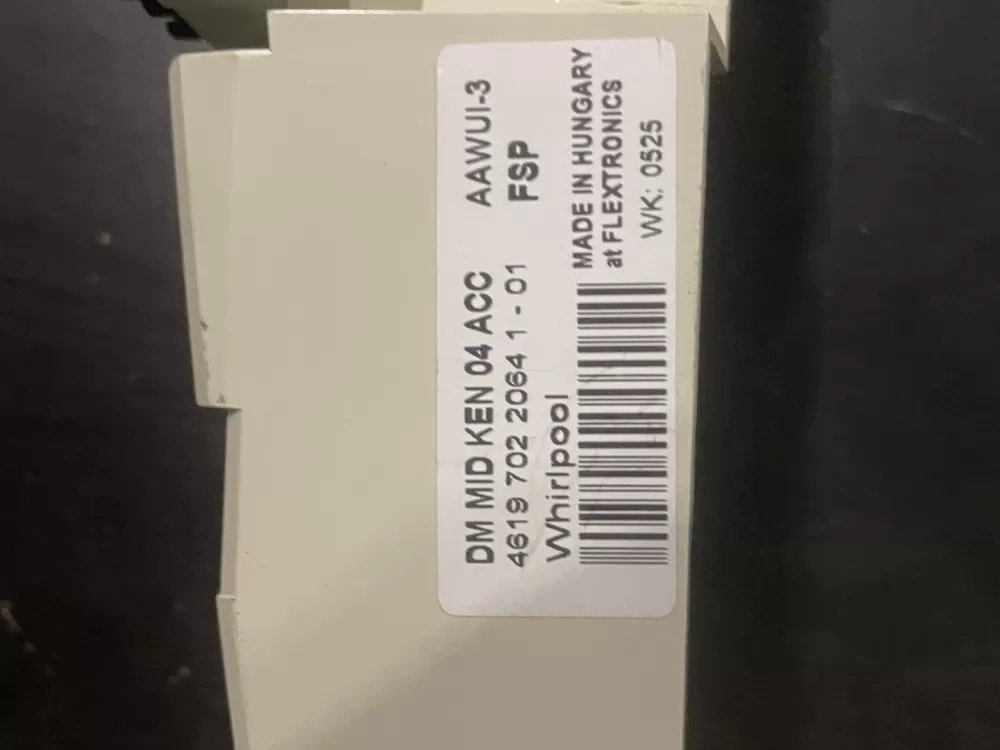 DM MID KEN 04 ACC AAWUI-3
4619 702 2064 1 - 01 FSP
Whirlpool
MADE IN HUNGARY
at FLEXTRONICS
WK: 0525